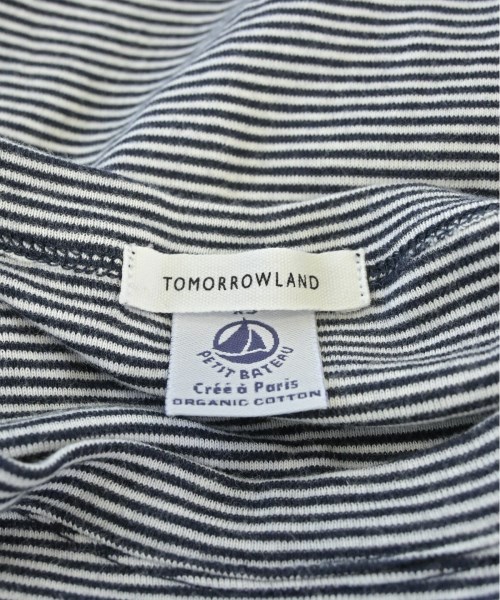 TOMORROWLAND
PETIT BATEAU
Créé à Paris
ORGANIC COTTON